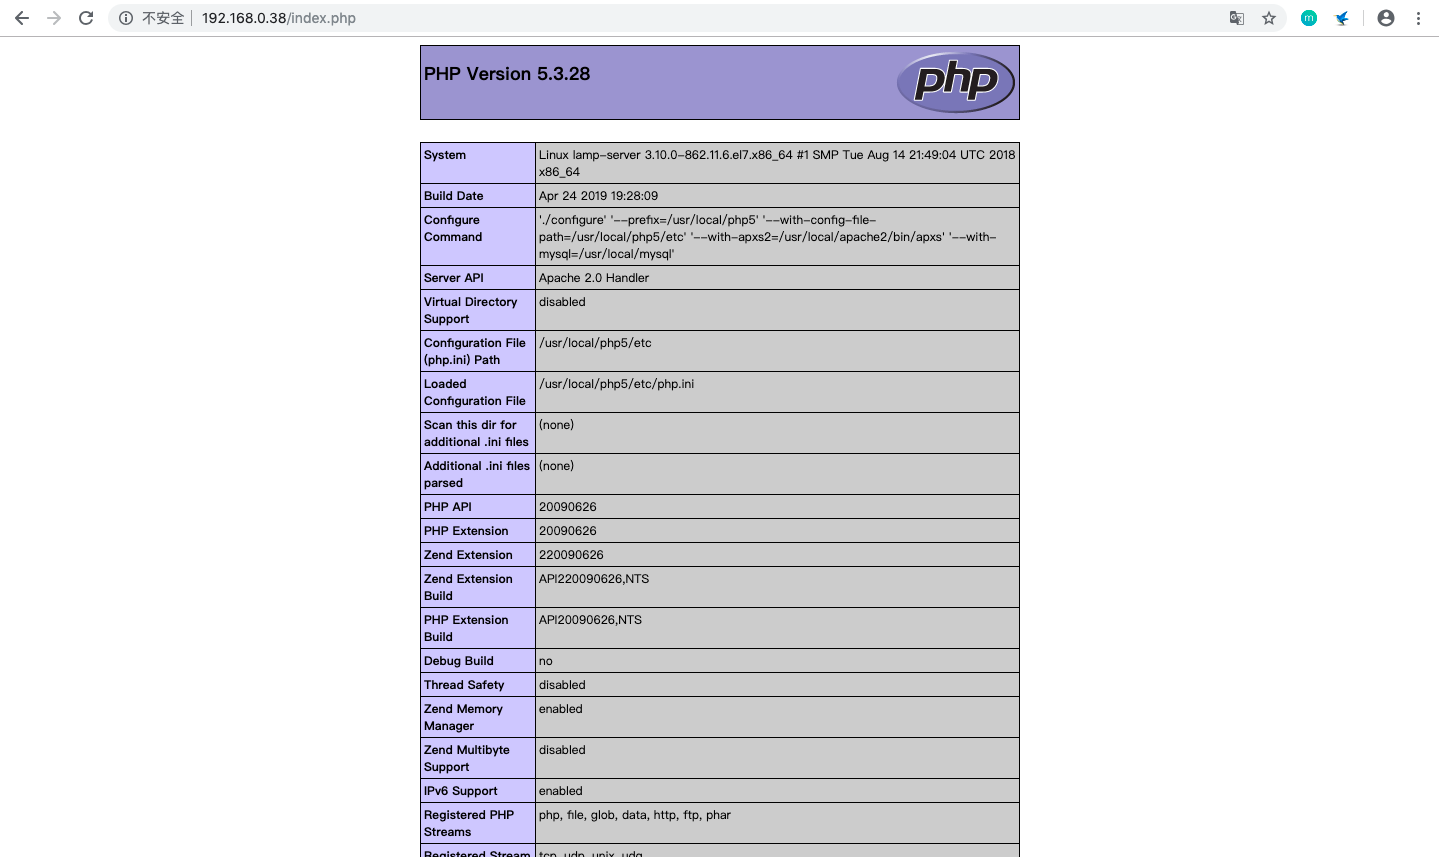 不安全 192.168.0.38/index.php
m
PHP Version 5.3.28
php
System
Linux lamp-server 3.10.0-862.11.6.el7.x86_64 #1 SMP Tue Aug 14 21:49:04 UTC 2018
x86_64
Build Date
Apr 24 2019 19:28:09
Configure
Command
'./configure' '--prefix=/usr/local/php5' '--with-config-file-
path=/usr/local/php5/etc' '--with-apxs2=/usr/local/apache2/bin/apxs' '--with-
mysql=/usr/local/mysql'
Server API
Apache 2.0 Handler
Virtual Directory
Support
disabled
Configuration File
(php.ini) Path
/usr/local/php5/etc
Loaded
Configuration File
/usr/local/php5/etc/php.ini
Scan this dir for
additional .ini files
(none)
Additional .ini files
parsed
(none)
PHP API
20090626
PHP Extension
20090626
Zend Extension
220090626
Zend Extension
Build
API220090626,NTS
PHP Extension
Build
API20090626,NTS
Debug Build
no
Thread Safety
disabled
Zend Memory
Manager
enabled
Zend Multibyte
Support
disabled
IPv6 Support
enabled
Registered PHP
Streams
php, file, glob, data, http, ftp, phar
Registered Stream
tcp, udp, unix, udg